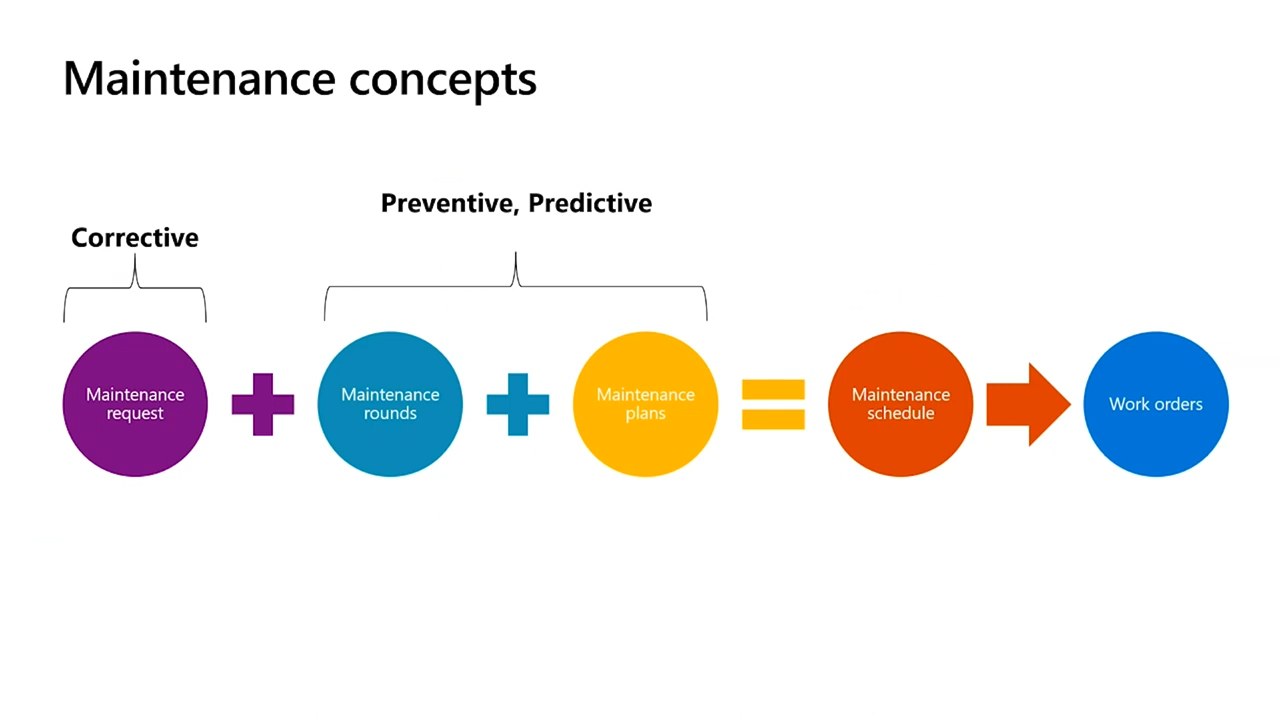 Maintenance concepts
Preventive, Predictive
Corrective
Maintenance
request
Maintenance
rounds
Maintenance
plans
Maintenance
schedule
Work orders